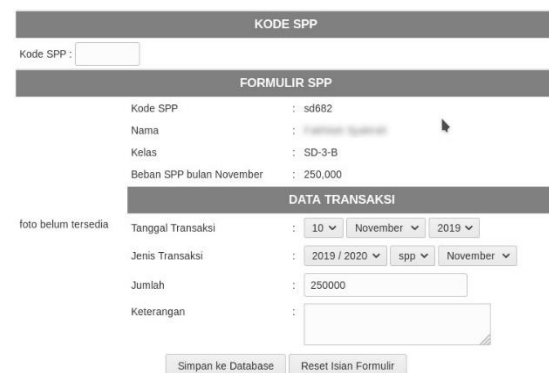 KODE SPP
Kode SPP :
FORMULIR SPP
Kode SPP : sd682
Nama :
Kelas : SD-3-B
Beban SPP bulan November : 250,000
DATA TRANSAKSI
foto belum tersedia
Tanggal Transaksi : 10 November 2019
Jenis Transaksi : 2019 / 2020 spp November
Jumlah : 250000
Keterangan :
Simpan ke Database Reset Isian Formulir